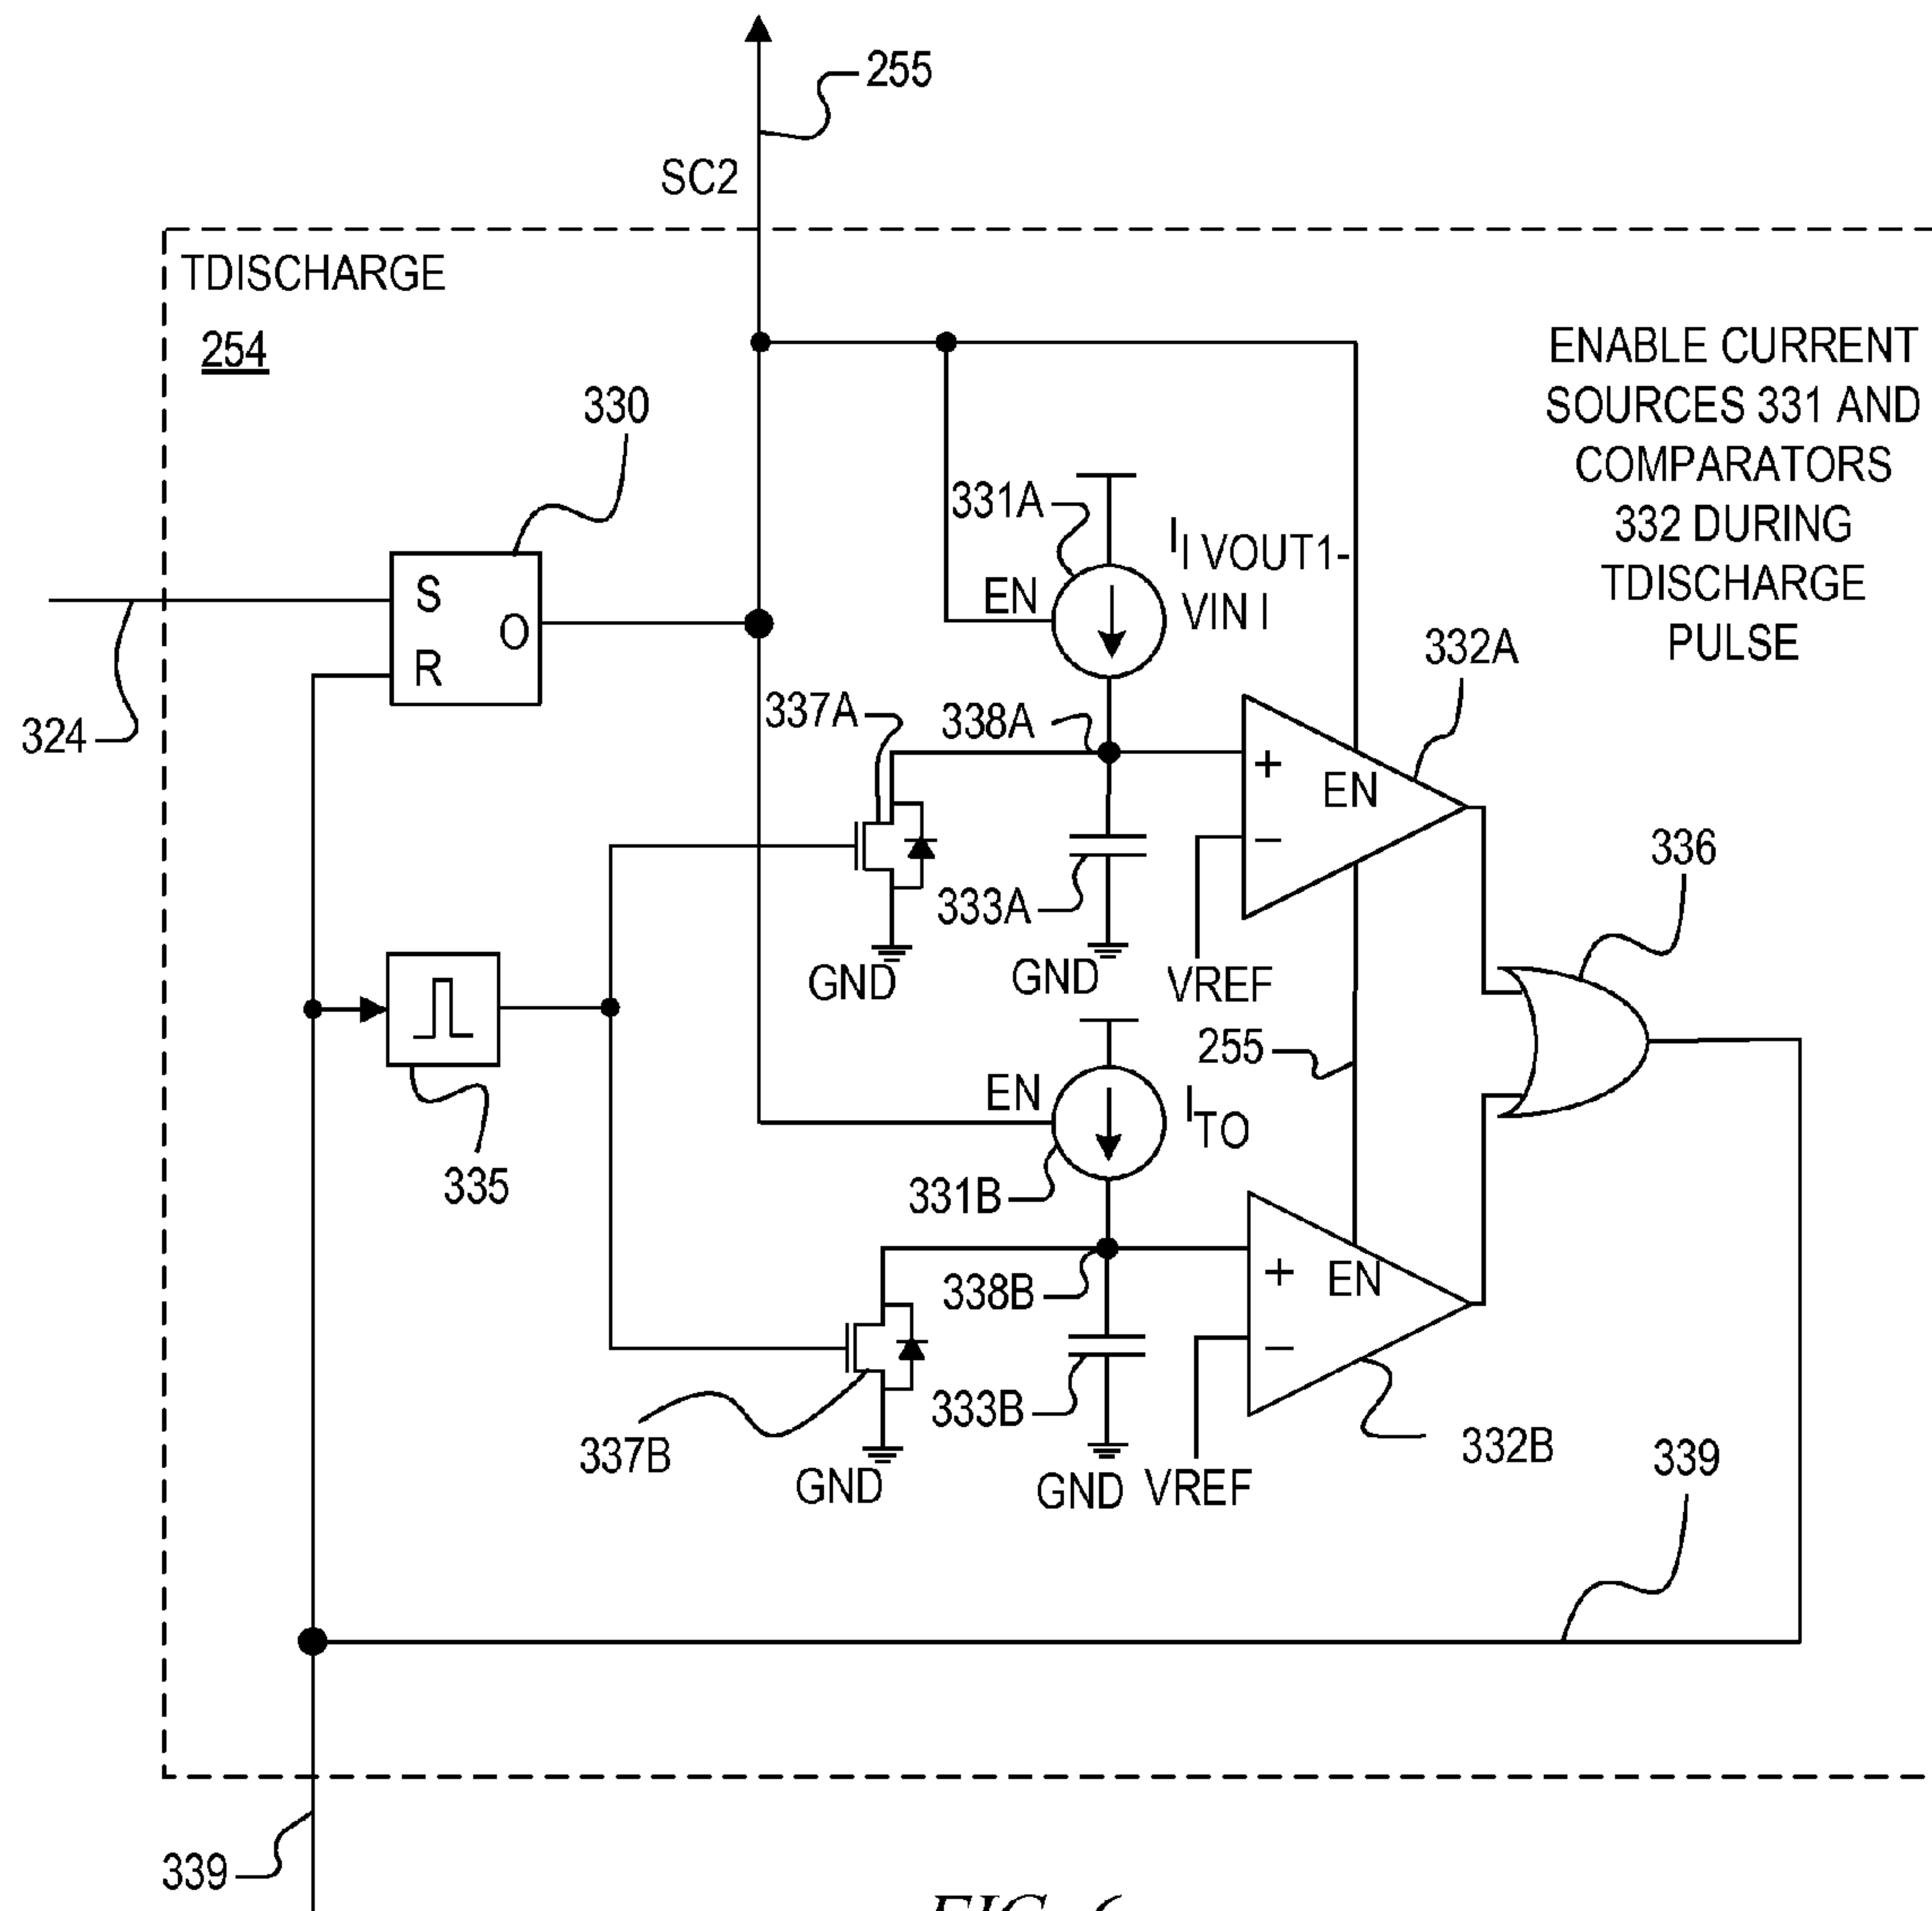 255
SC2
TDISCHARGE
254
ENABLE CURRENT
SOURCES 331 AND
COMPARATORS
332 DURING
TDISCHARGE
PULSE
330
331A
I I VOUT1-
VIN I
EN
S
O
R
324
332A
337A
338A
+
EN
−
333A
336
GND
GND
VREF
255
EN
I TO
335
331B
338B
+
EN
−
333B
337B
332B
339
GND
GND
VREF
339
FIG. 6